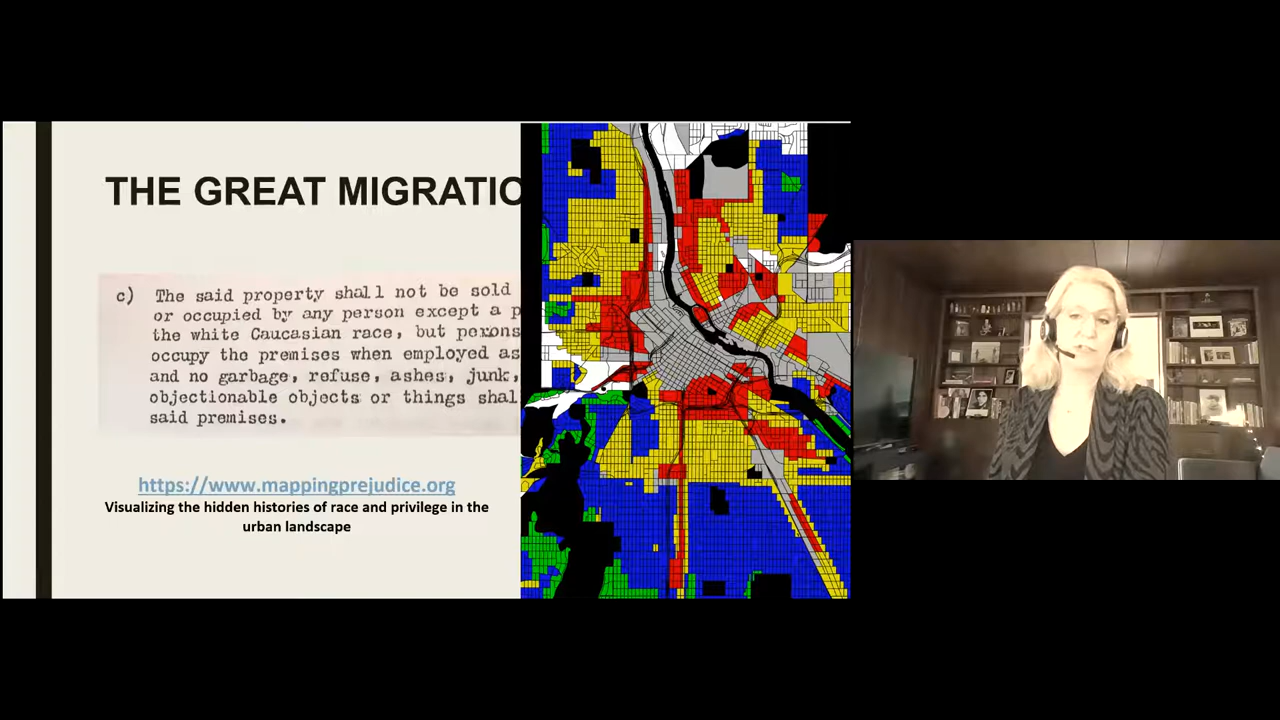 THE GREAT MIGRATIO
c) The said property shall not be sold
or occupied by any person except a p
the white Caucasian race, but persons
occupy the premises when employed as
and no garbage, refuse, ashes, junk,
objectionable objects or things shal
said premises.
https://www.mappingprejudice.org
Visualizing the hidden histories of race and privilege in the
urban landscape